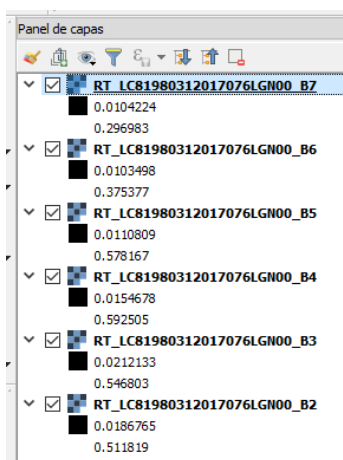 Panel de capas
RT_LC81980312017076LGN00_B7
0.0104224
0.296983
RT_LC81980312017076LGN00_B6
0.0103498
0.375377
RT_LC81980312017076LGN00_B5
0.0110809
0.578167
RT_LC81980312017076LGN00_B4
0.0154678
0.592505
RT_LC81980312017076LGN00_B3
0.0212133
0.546803
RT_LC81980312017076LGN00_B2
0.0186765
0.511819